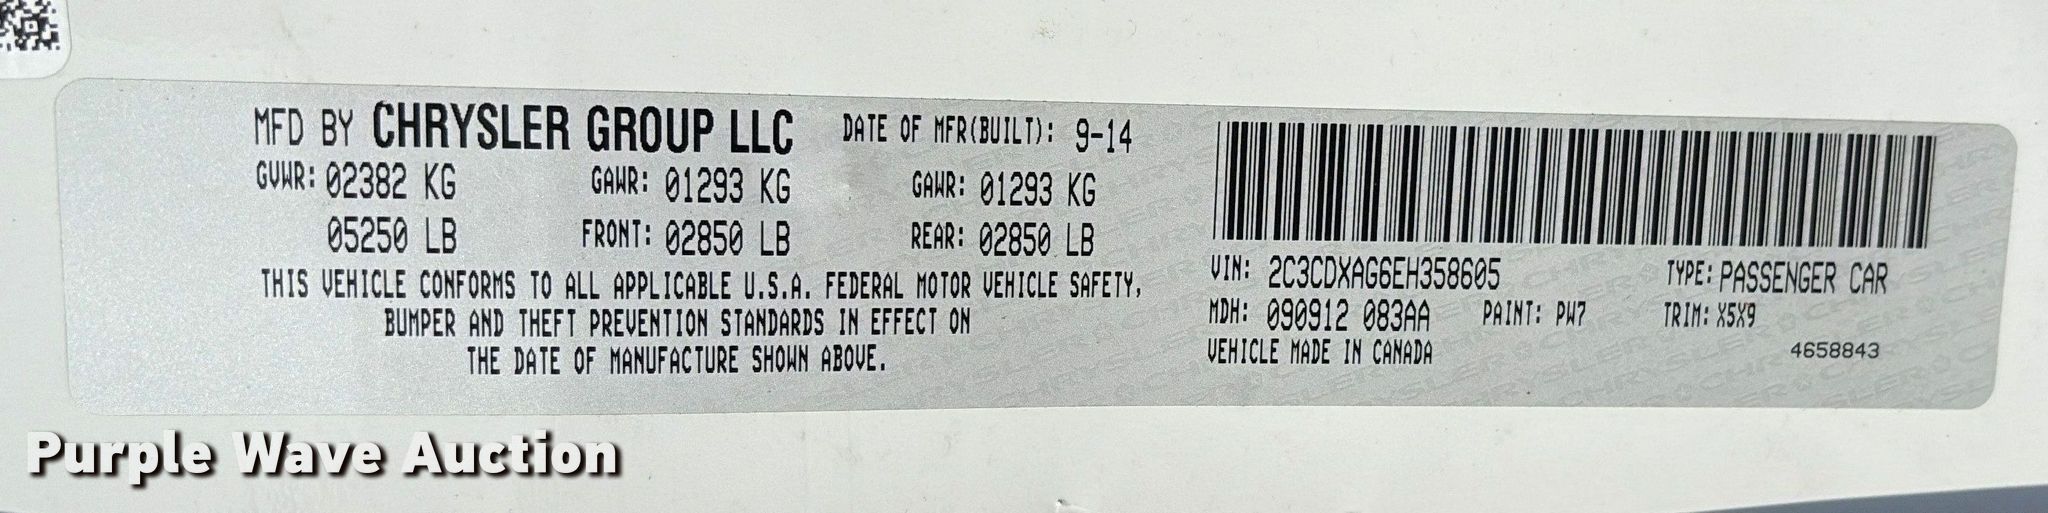 MFD BY CHRYSLER GROUP LLC DATE OF MFR(BUILT): 9-14
GVWR: 02382 KG GAWR: 01293 KG GAWR: 01293 KG
05250 LB FRONT: 02850 LB REAR: 02850 LB
THIS VEHICLE CONFORMS TO ALL APPLICABLE U.S.A. FEDERAL MOTOR VEHICLE SAFETY,
BUMPER AND THEFT PREVENTION STANDARDS IN EFFECT ON
THE DATE OF MANUFACTURE SHOWN ABOVE.
VIN: 2C3CDXAG6EH358605 TYPE: PASSENGER CAR
MDH: 090912 083AA PAINT: PW7 TRIM: X5X9
VEHICLE MADE IN CANADA 4658843
Purple Wave Auction